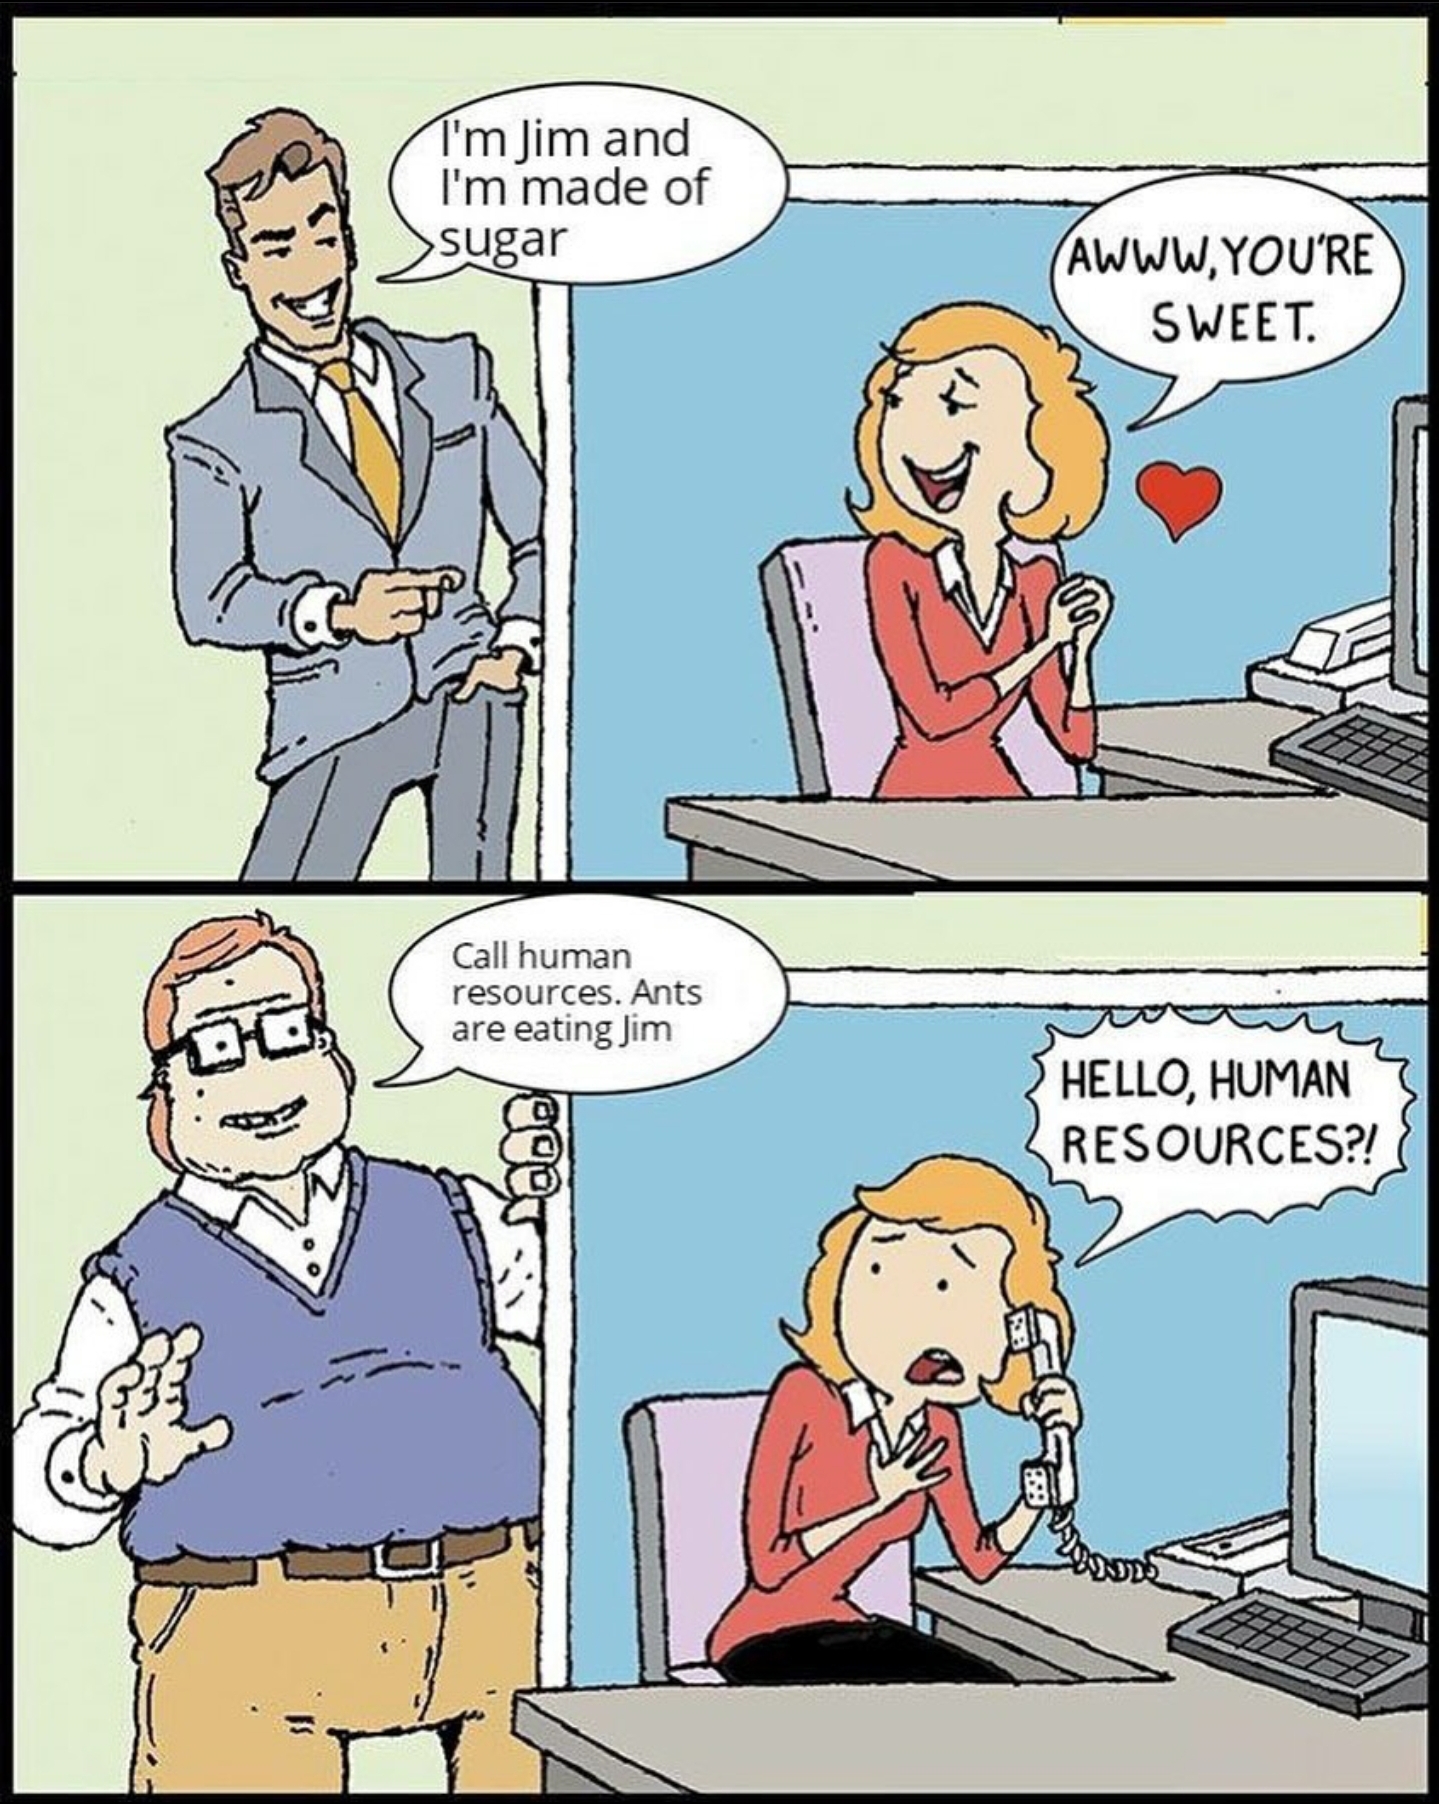 I'm Jim and
I'm made of
sugar
AWWW, YOU'RE
SWEET.
Call human
resources. Ants
are eating Jim
HELLO, HUMAN
RESOURCES?!